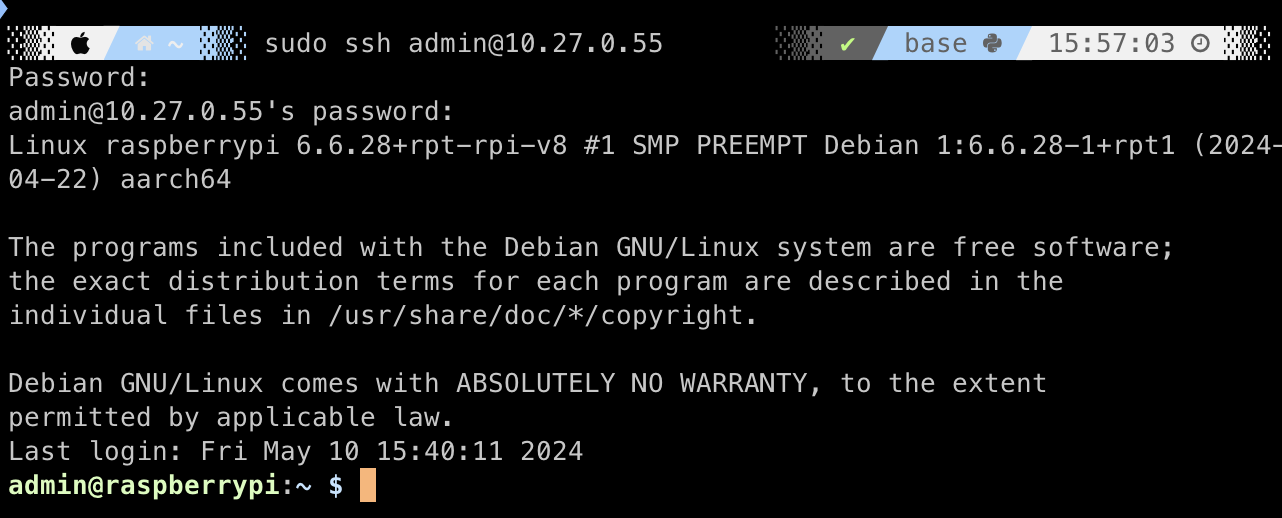 ~ sudo ssh admin@10.27.0.55 ✔ base 15:57:03
Password:
admin@10.27.0.55's password:
Linux raspberrypi 6.6.28+rpt-rpi-v8 #1 SMP PREEMPT Debian 1:6.6.28-1+rpt1 (2024-
04-22) aarch64
The programs included with the Debian GNU/Linux system are free software;
the exact distribution terms for each program are described in the
individual files in /usr/share/doc/*/copyright.
Debian GNU/Linux comes with ABSOLUTELY NO WARRANTY, to the extent
permitted by applicable law.
Last login: Fri May 10 15:40:11 2024
admin@raspberrypi:~ $